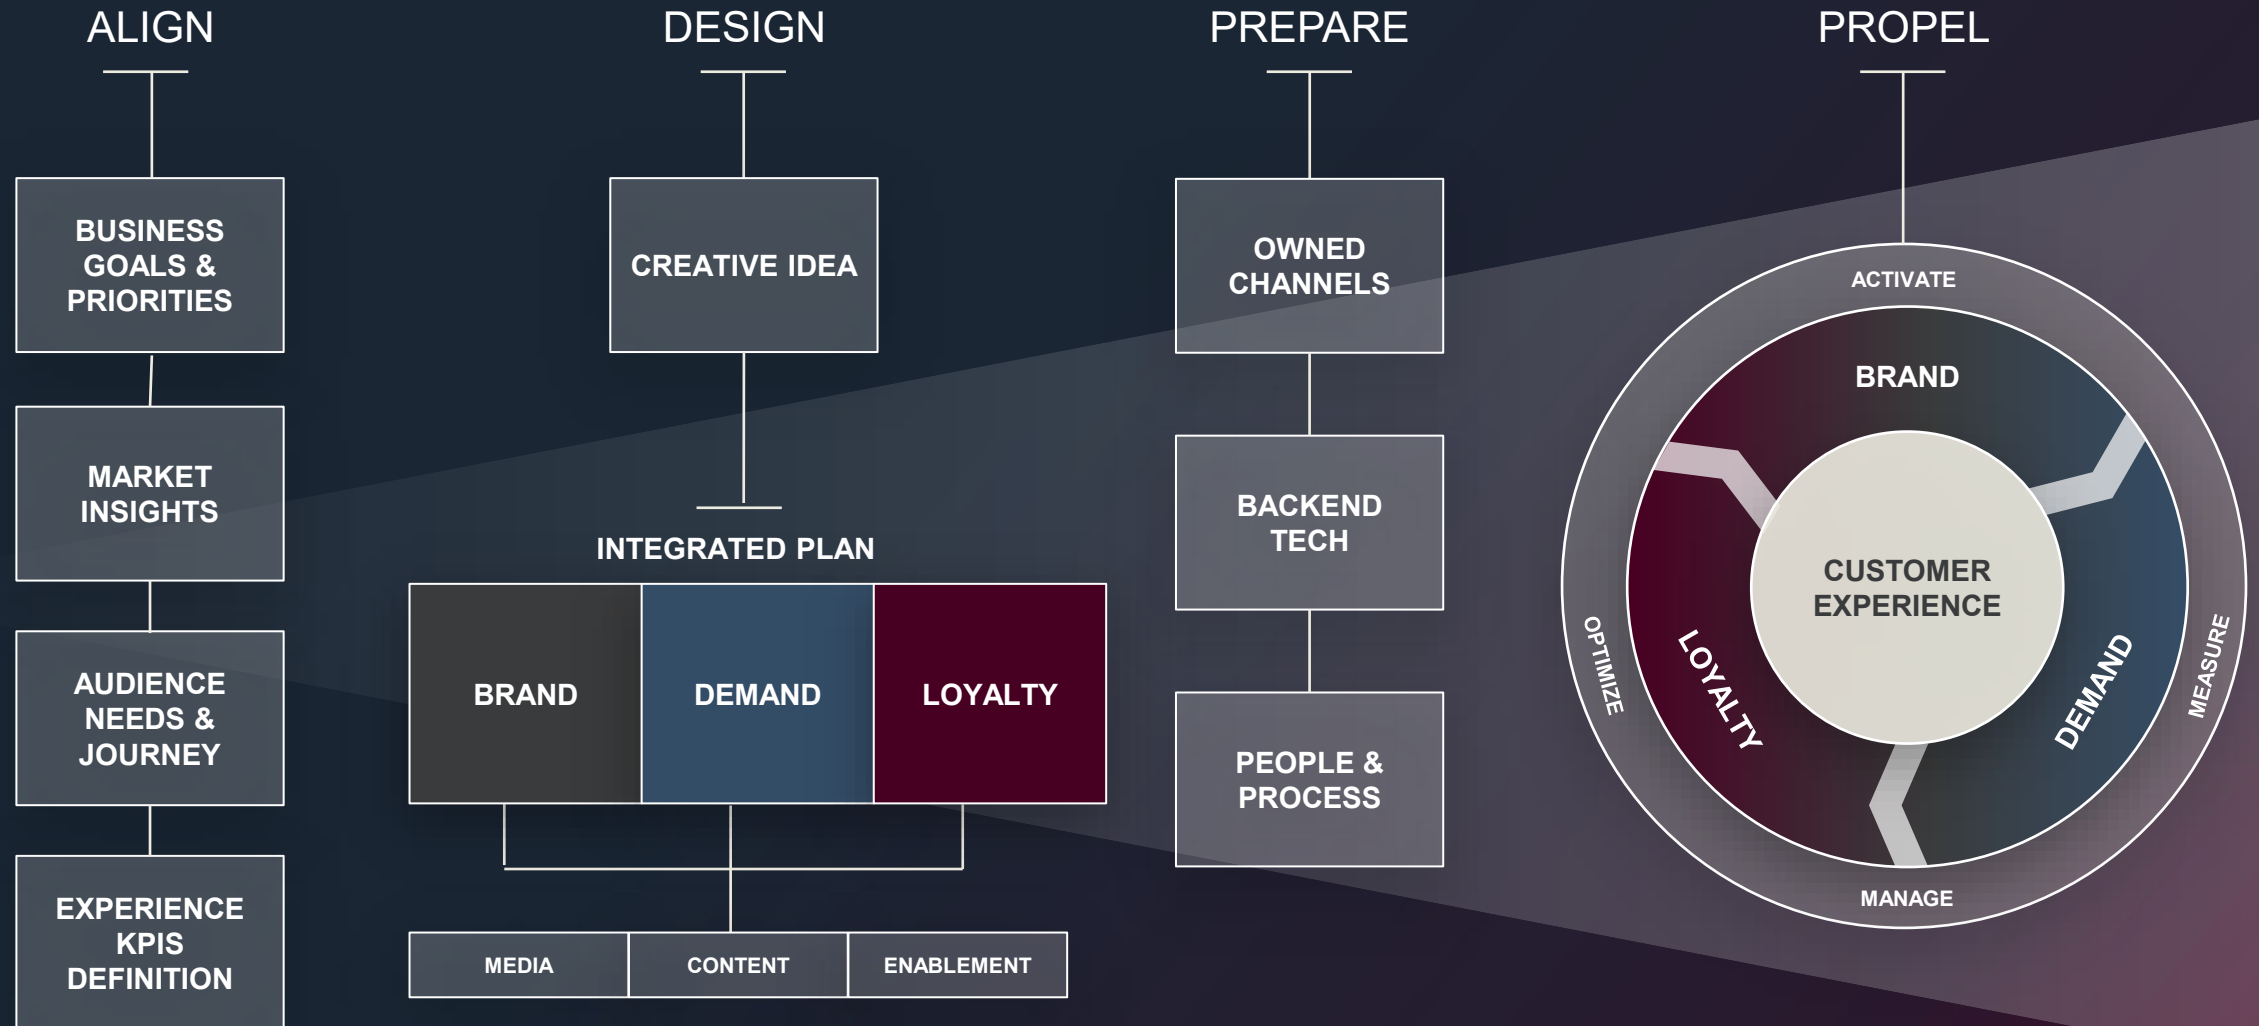 ALIGN
BUSINESS
GOALS &
PRIORITIES
MARKET
INSIGHTS
AUDIENCE
NEEDS &
JOURNEY
EXPERIENCE
KPIS
DEFINITION
DESIGN
CREATIVE IDEA
INTEGRATED PLAN
BRAND
DEMAND
LOYALTY
MEDIA
CONTENT
ENABLEMENT
PREPARE
OWNED
CHANNELS
BACKEND
TECH
PEOPLE &
PROCESS
PROPEL
ACTIVATE
BRAND
CUSTOMER
EXPERIENCE
OPTIMIZE
LOYALTY
DEMAND
MEASURE
MANAGE